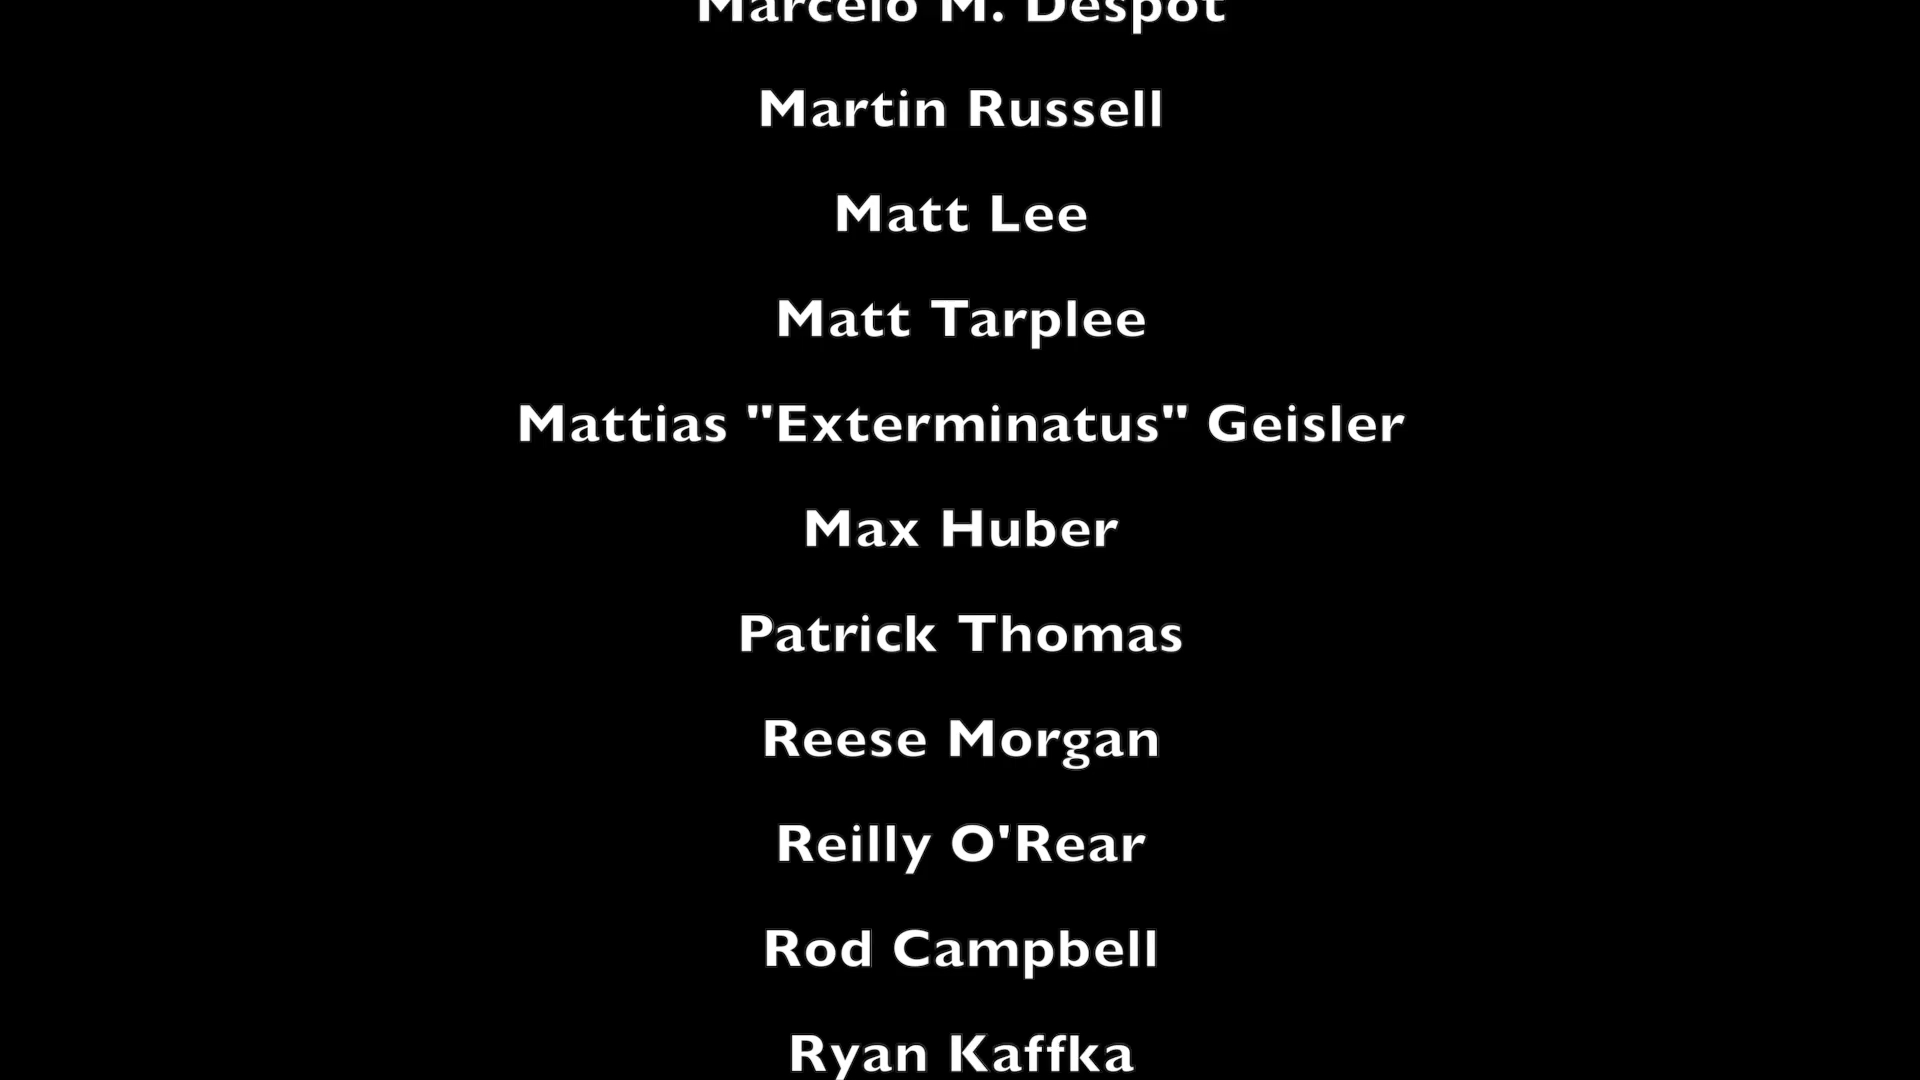 Marcelo M. Despot
Martin Russell
Matt Lee
Matt Tarplee
Mattias "Exterminatus" Geisler
Max Huber
Patrick Thomas
Reese Morgan
Reilly O'Rear
Rod Campbell
Ryan Kaffka